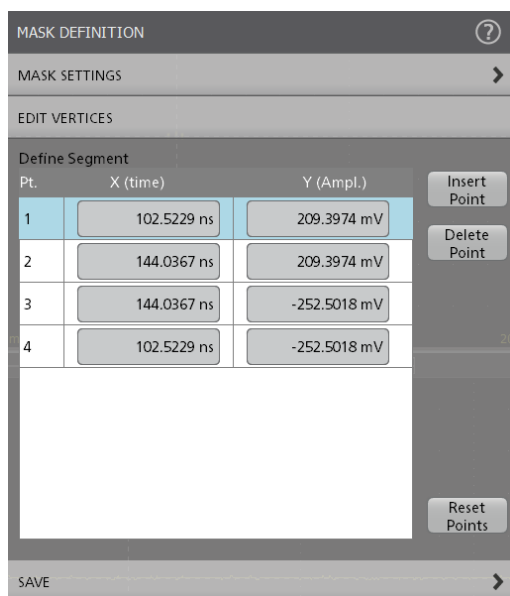 MASK DEFINITION
?
MASK SETTINGS
EDIT VERTICES
Define Segment
Pt. X (time) Y (Ampl.)
1 102.5229 ns 209.3974 mV
2 144.0367 ns 209.3974 mV
3 144.0367 ns -252.5018 mV
4 102.5229 ns -252.5018 mV
Insert
Point
Delete
Point
Reset
Points
SAVE